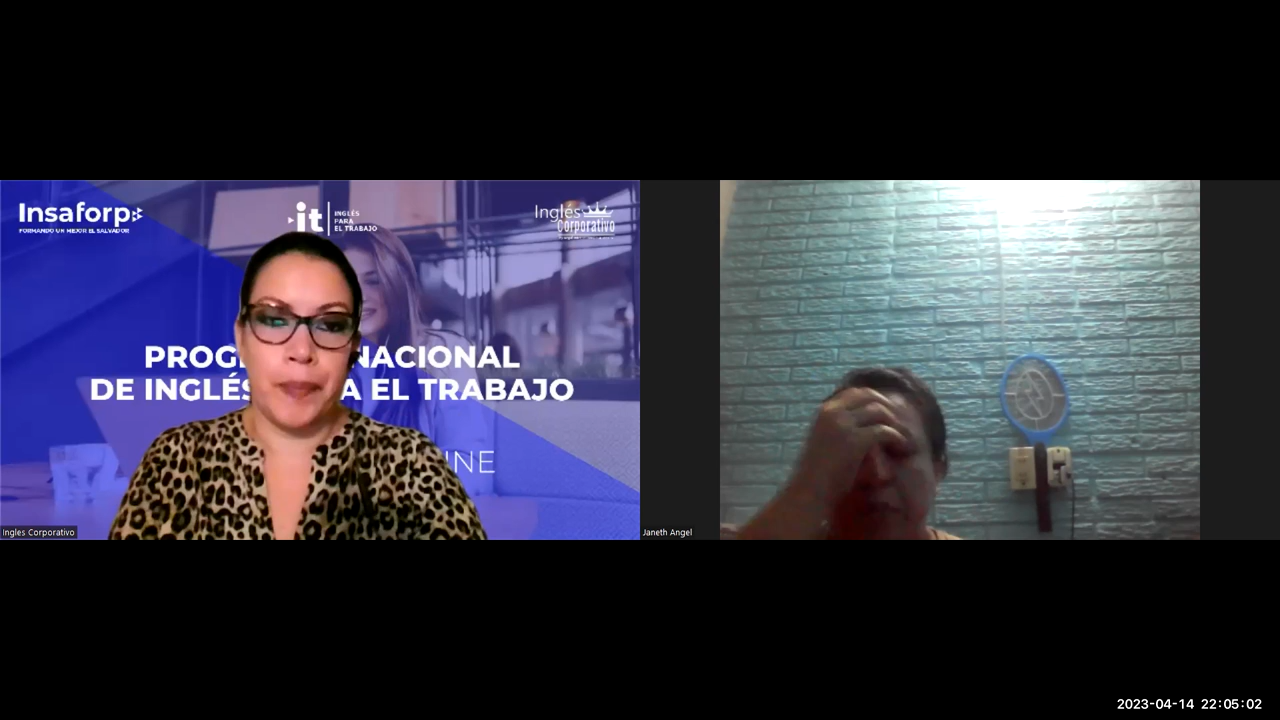 Insaforp
FORMANDO UN MEJOR EL SALVADOR
it
INGLÉS
PARA
EL TRABAJO
Inglés
Corporativo
PROG NACIONAL
DE INGLÉS A EL TRABAJO
INE
Ingles Corporativo
Janeth Angel
2023-04-14 22:05:02